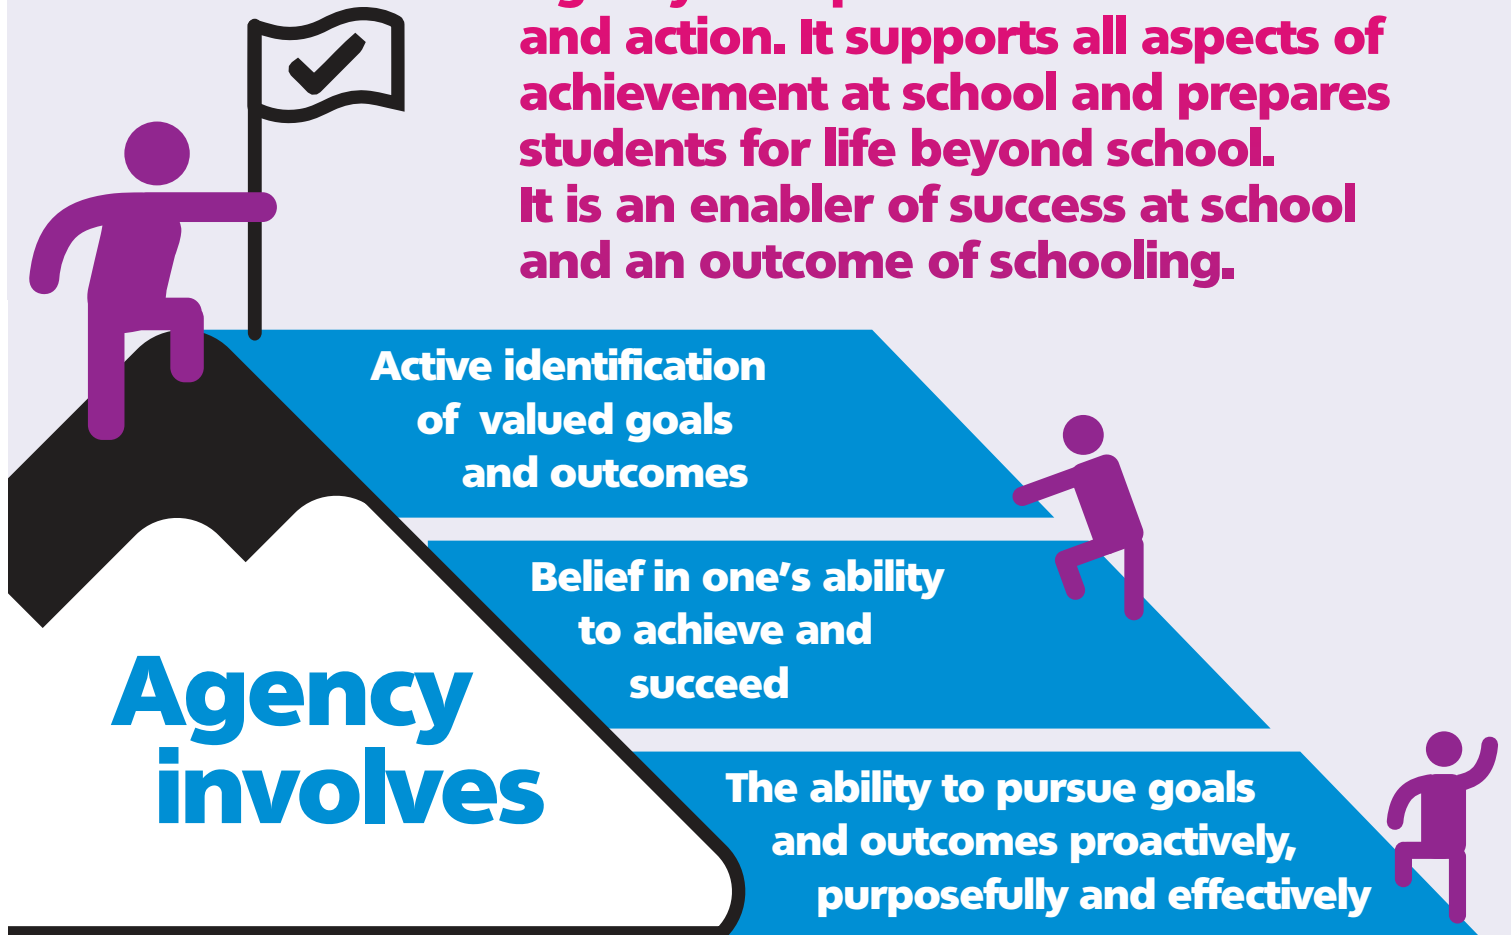 and action. It supports all aspects of
achievement at school and prepares
students for life beyond school.
It is an enabler of success at school
and an outcome of schooling.
Active identification
of valued goals
and outcomes
Belief in one's ability
to achieve and
succeed
Agency
involves
The ability to pursue goals
and outcomes proactively,
purposefully and effectively